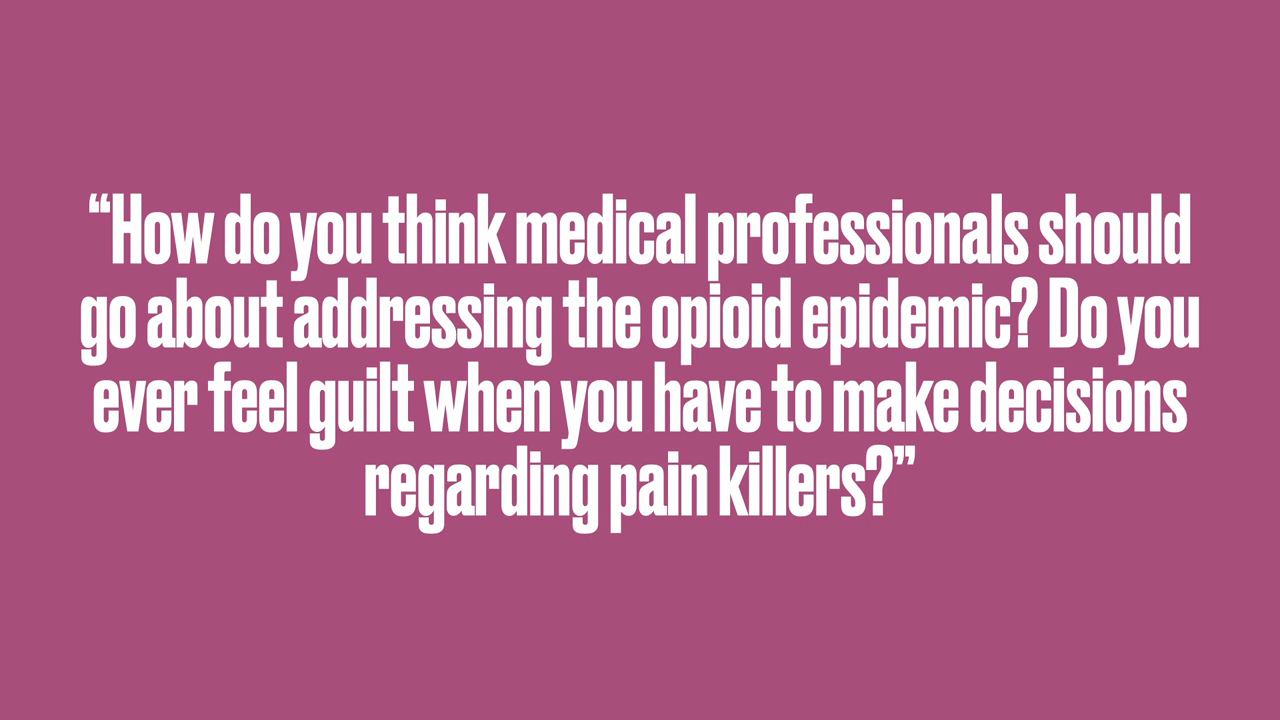 “How do you think medical professionals should
go about addressing the opioid epidemic? Do you
ever feel guilt when you have to make decisions
regarding pain killers?”